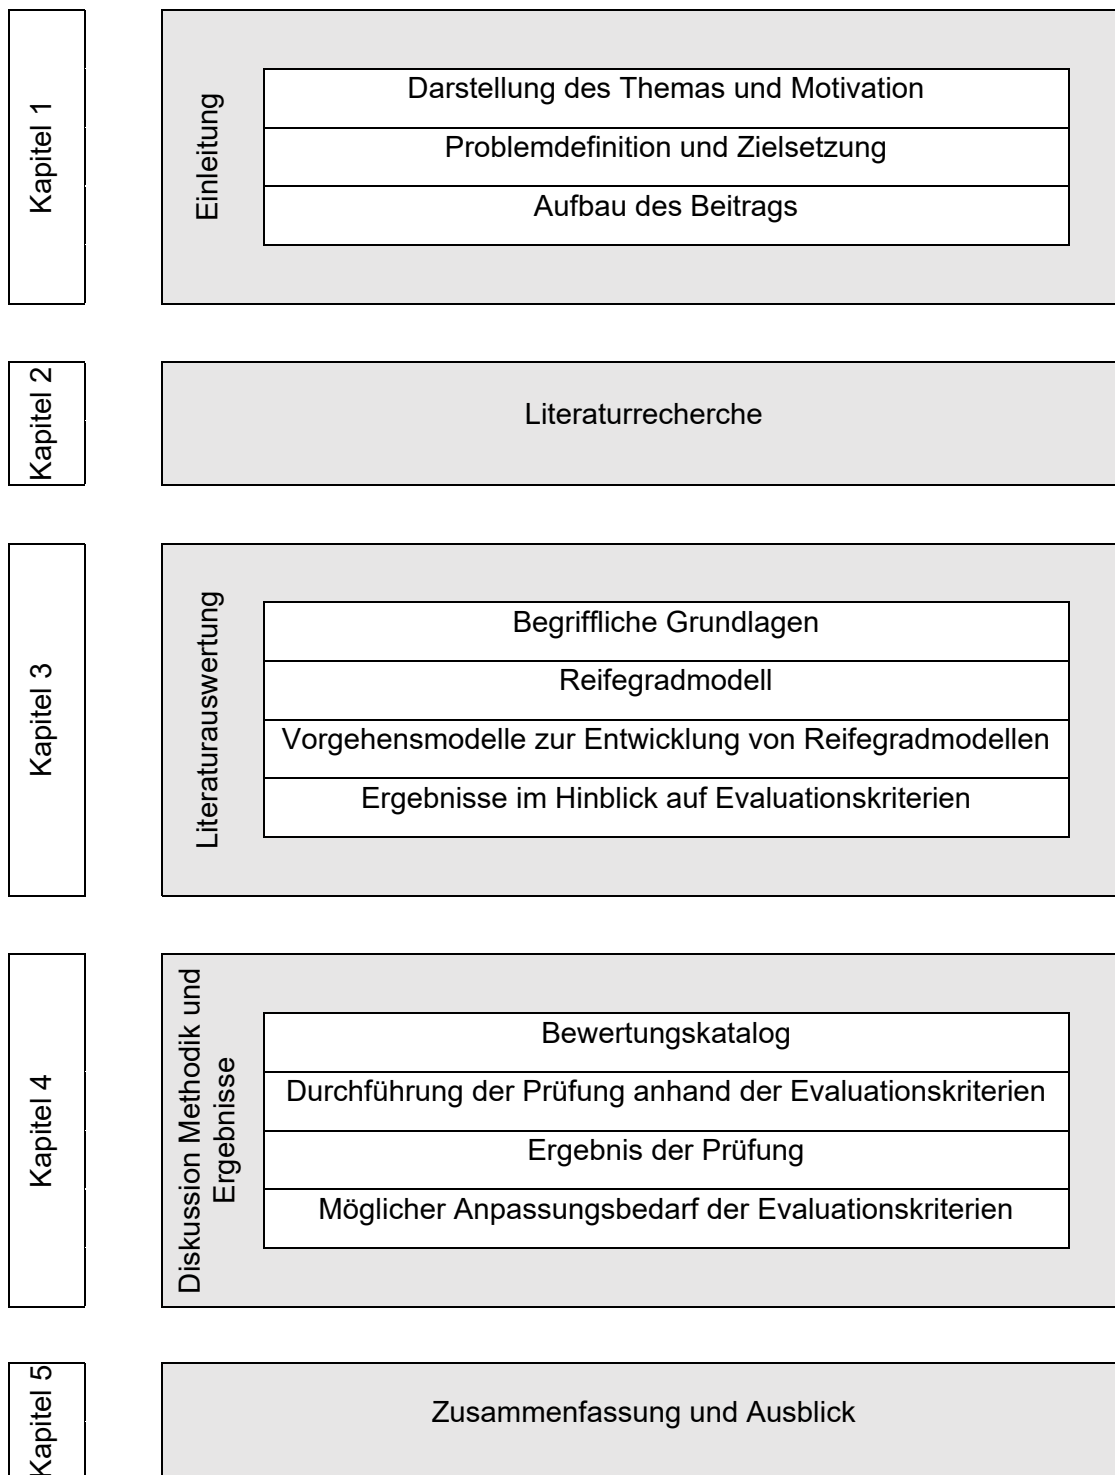 Kapitel 1
Einleitung
Darstellung des Themas und Motivation
Problemdefinition und Zielsetzung
Aufbau des Beitrags
Kapitel 2
Literaturrecherche
Kapitel 3
Literaturauswertung
Begriffliche Grundlagen
Reifegradmodell
Vorgehensmodelle zur Entwicklung von Reifegradmodellen
Ergebnisse im Hinblick auf Evaluationskriterien
Kapitel 4
Diskussion Methodik und
Ergebnisse
Bewertungskatalog
Durchführung der Prüfung anhand der Evaluationskriterien
Ergebnis der Prüfung
Möglicher Anpassungsbedarf der Evaluationskriterien
Kapitel 5
Zusammenfassung und Ausblick